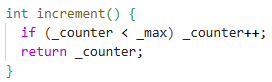 int increment() {
  if (_counter < _max) _counter++;
  return _counter;
}